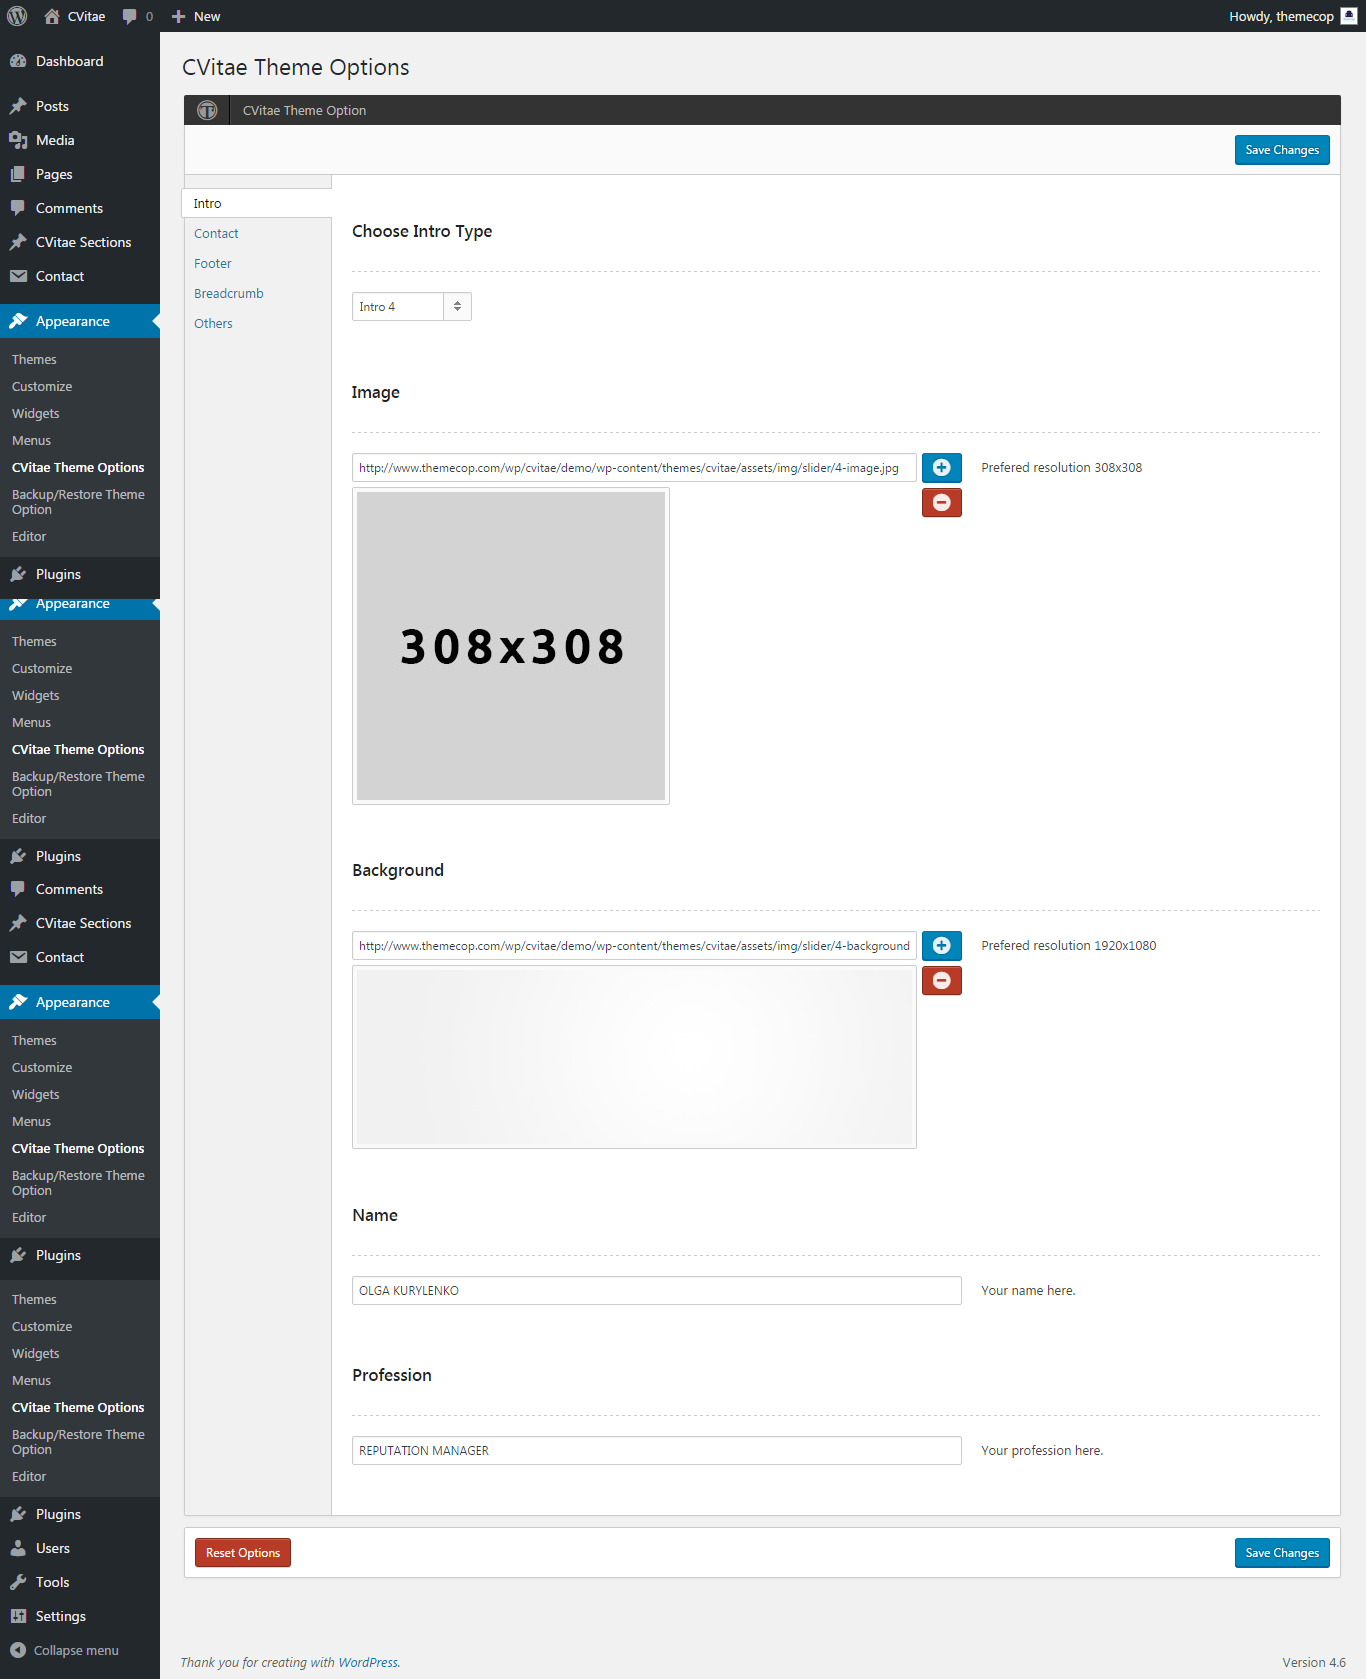 CVitae
0
New
Howdy, themecop
Dashboard
Posts
Media
Pages
Comments
CVitae Sections
Contact
Appearance
Themes
Customize
Widgets
Menus
CVitae Theme Options
Backup/Restore Theme
Option
Editor
Plugins
Appearance
Themes
Customize
Widgets
Menus
CVitae Theme Options
Backup/Restore Theme
Option
Editor
Plugins
Comments
CVitae Sections
Contact
Appearance
Themes
Customize
Widgets
Menus
CVitae Theme Options
Backup/Restore Theme
Option
Editor
Plugins
Themes
Customize
Widgets
Menus
CVitae Theme Options
Backup/Restore Theme
Option
Editor
Plugins
Users
Tools
Settings
Collapse menu
CVitae Theme Options
CVitae Theme Option
Save Changes
Intro
Contact
Footer
Breadcrumb
Others
Choose Intro Type
Intro 4
Image
http://www.themecop.com/wp/cvitae/demo/wp-content/themes/cvitae/assets/img/slider/4-image.jpg
Prefered resolution 308x308
308x308
Background
http://www.themecop.com/wp/cvitae/demo/wp-content/themes/cvitae/assets/img/slider/4-background
Prefered resolution 1920x1080
Name
OLGA KURYLENKO
Your name here.
Profession
REPUTATION MANAGER
Your profession here.
Reset Options
Save Changes
Thank you for creating with WordPress.
Version 4.6